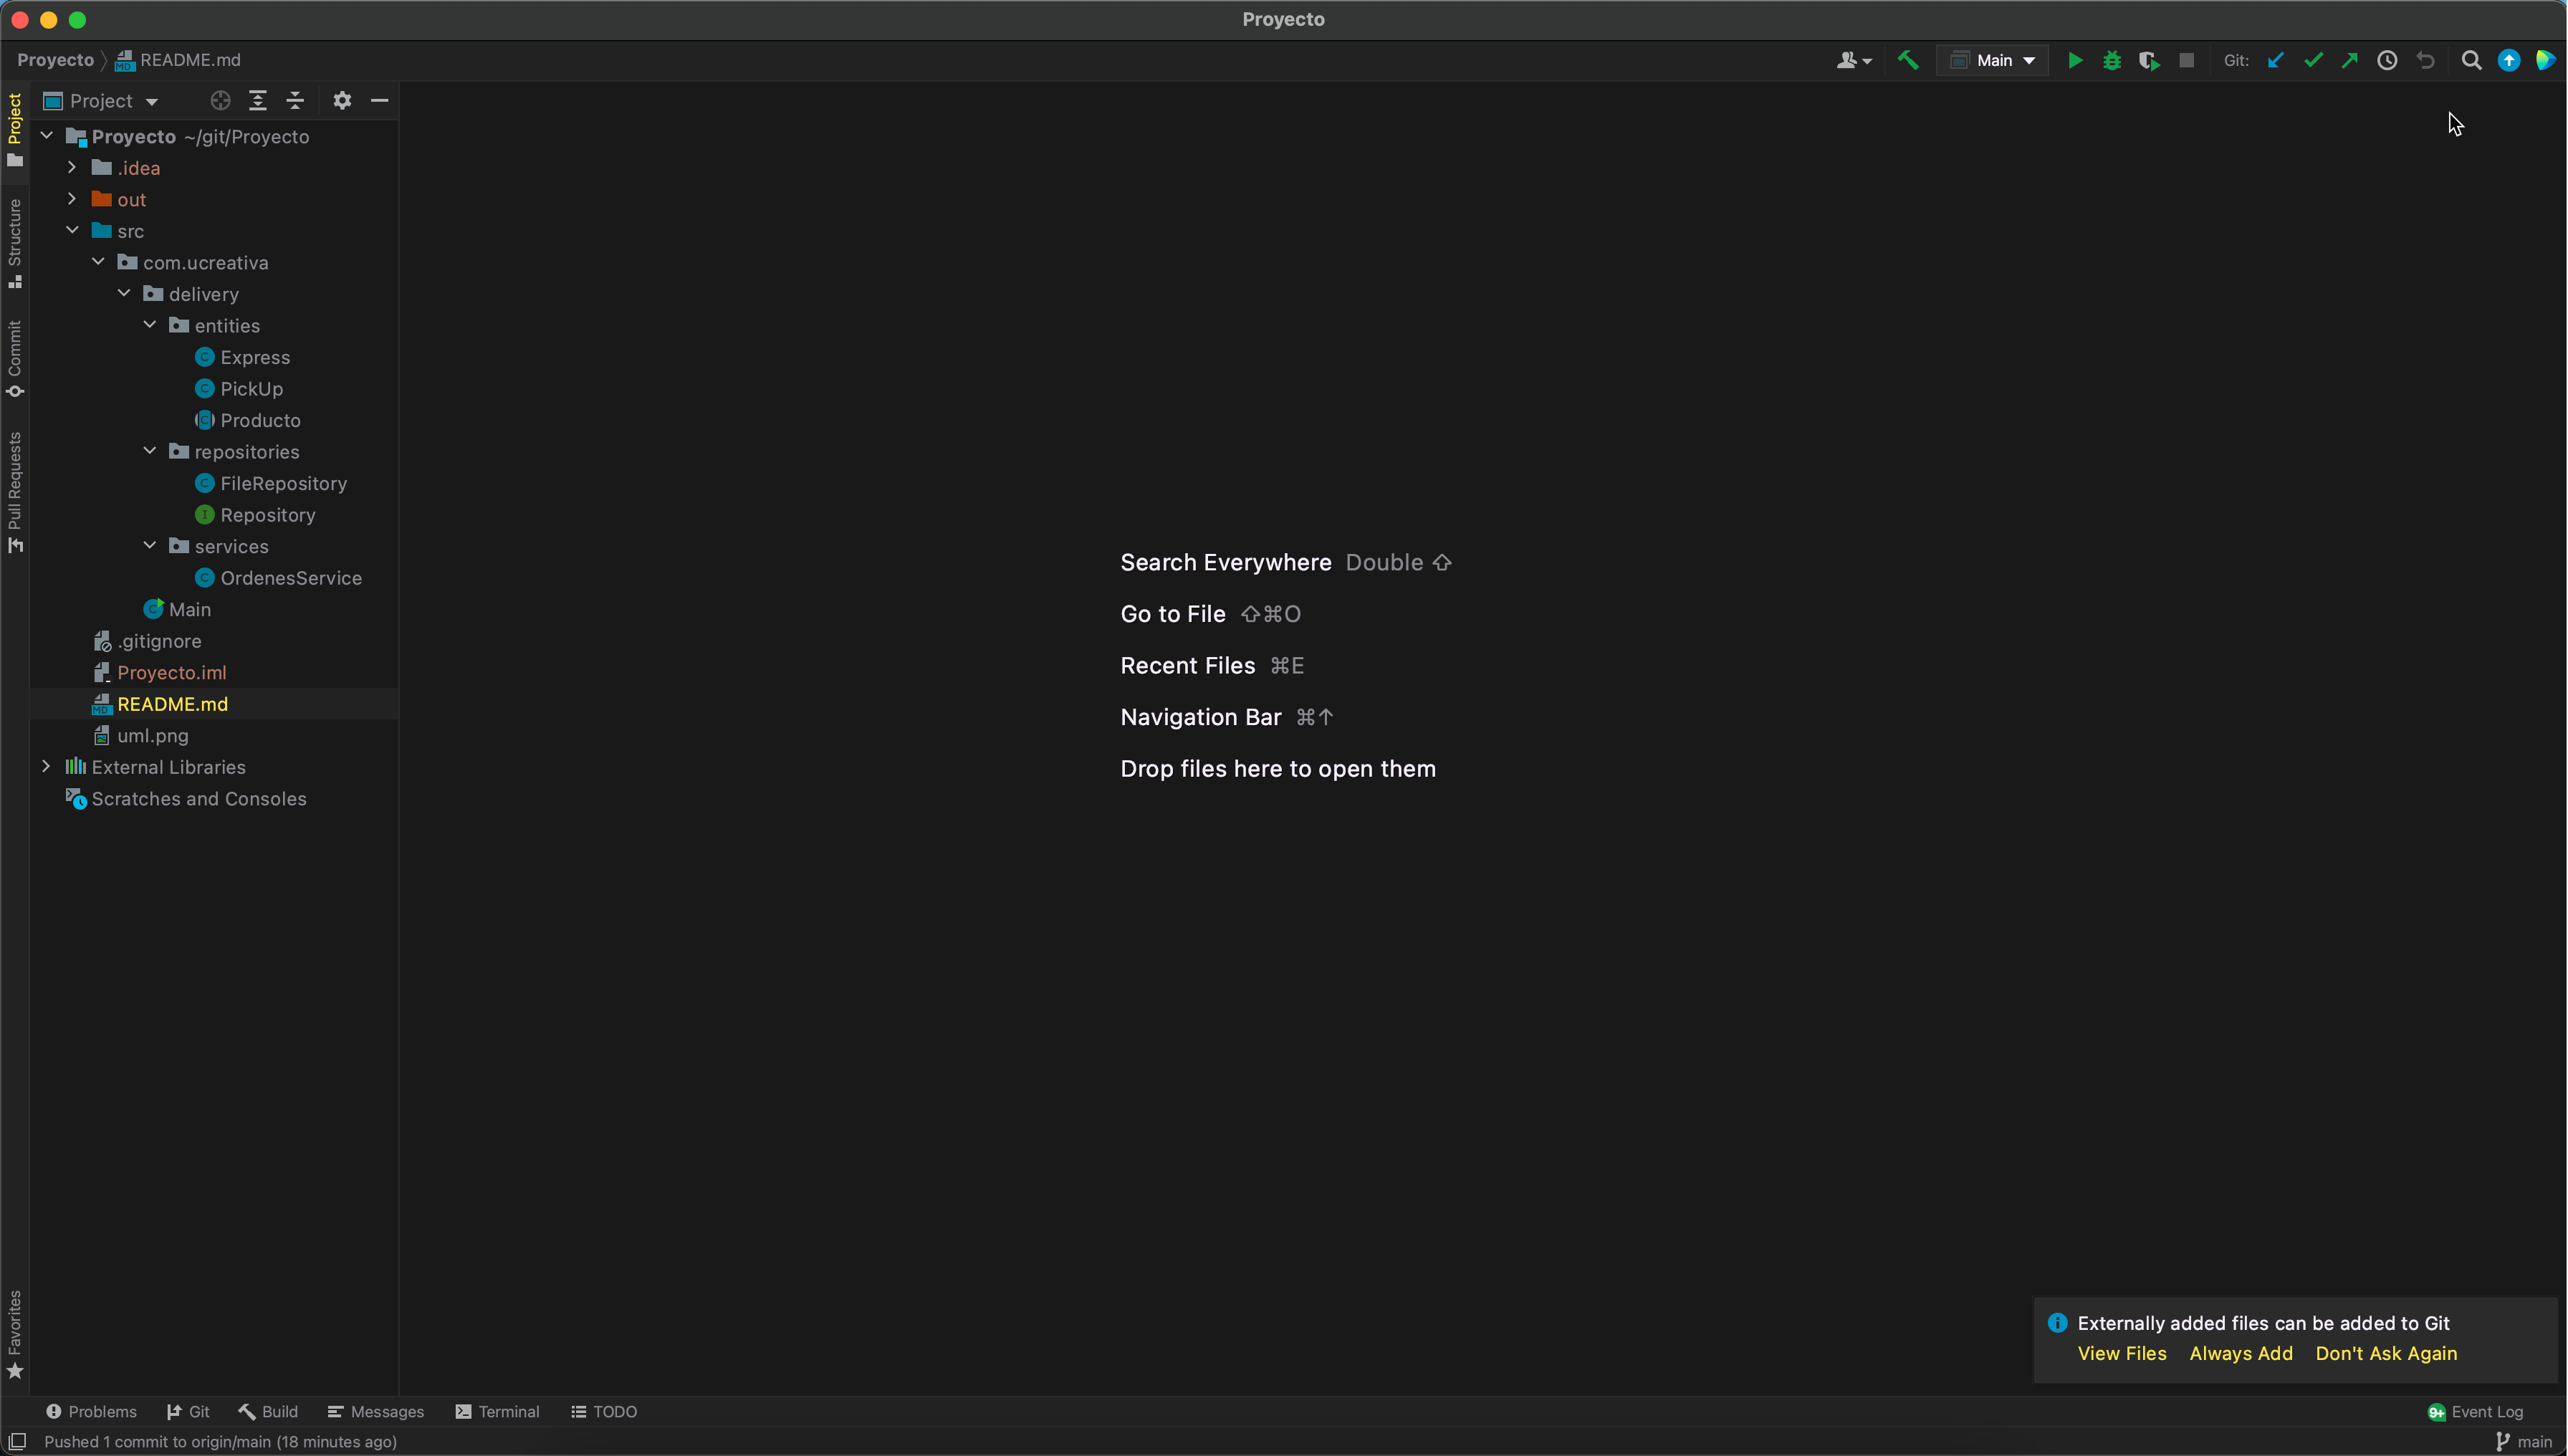 Proyecto
Proyecto README.md
Main
Git:
Project
Project
Structure
Commit
Pull Requests
Favorites
Proyecto ~/git/Proyecto
.idea
out
src
com.ucreativa
delivery
entities
Express
PickUp
Producto
repositories
FileRepository
Repository
services
OrdenesService
Main
.gitignore
Proyecto.iml
README.md
uml.png
External Libraries
Scratches and Consoles
Search Everywhere Double ⇧
Go to File ⇧⌘O
Recent Files ⌘E
Navigation Bar ⌘↑
Drop files here to open them
Externally added files can be added to Git
View Files Always Add Don't Ask Again
Problems Git Build Messages Terminal TODO 9+ Event Log
Pushed 1 commit to origin/main (18 minutes ago) main